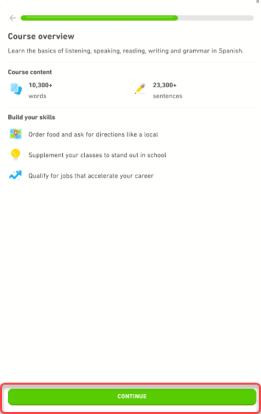 Course overview
Learn the basics of listening, speaking, reading, writing and grammar in Spanish.
Course content
10,300+
words
23,300+
sentences
Build your skills
Order food and ask for directions like a local
Supplement your classes to stand out in school
Qualify for jobs that accelerate your career
CONTINUE